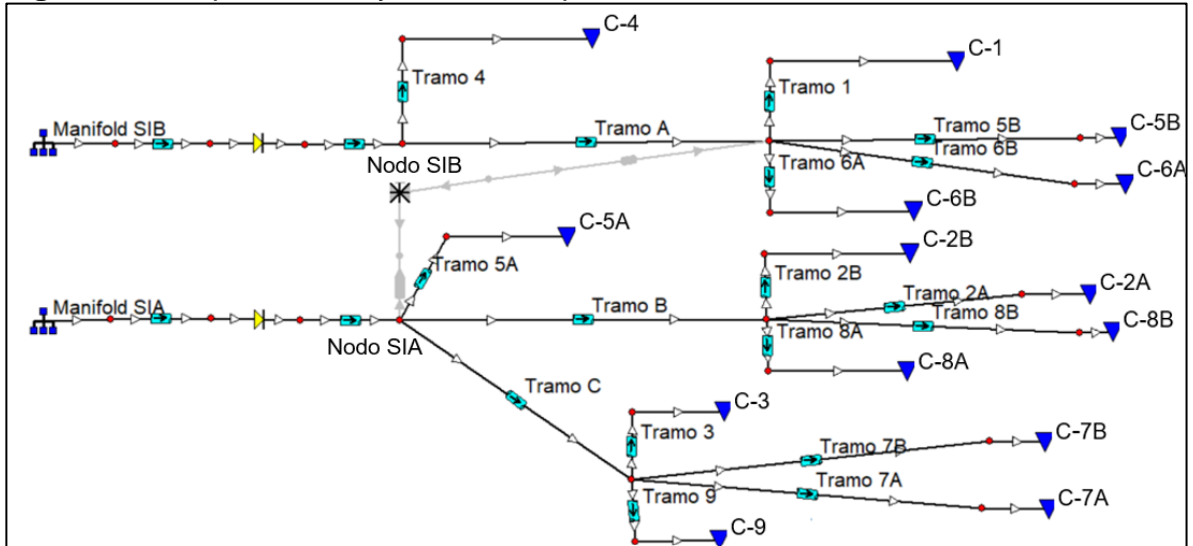 C-4
C-1
Tramo 4
Tramo 1
Manifold SIB
Tramo A
Tramo 5B
C-5B
Tramo 6B
Nodo SIB
Tramo 6A
C-6A
C-6B
C-5A
C-2B
Tramo 5A
Tramo 2B
Tramo 2A
C-2A
Manifold SIA
Tramo B
Tramo 8B
C-8B
Tramo 8A
Nodo SIA
C-8A
Tramo C
C-3
Tramo 3
Tramo 7B
C-7B
Tramo 7A
Tramo 9
C-7A
C-9